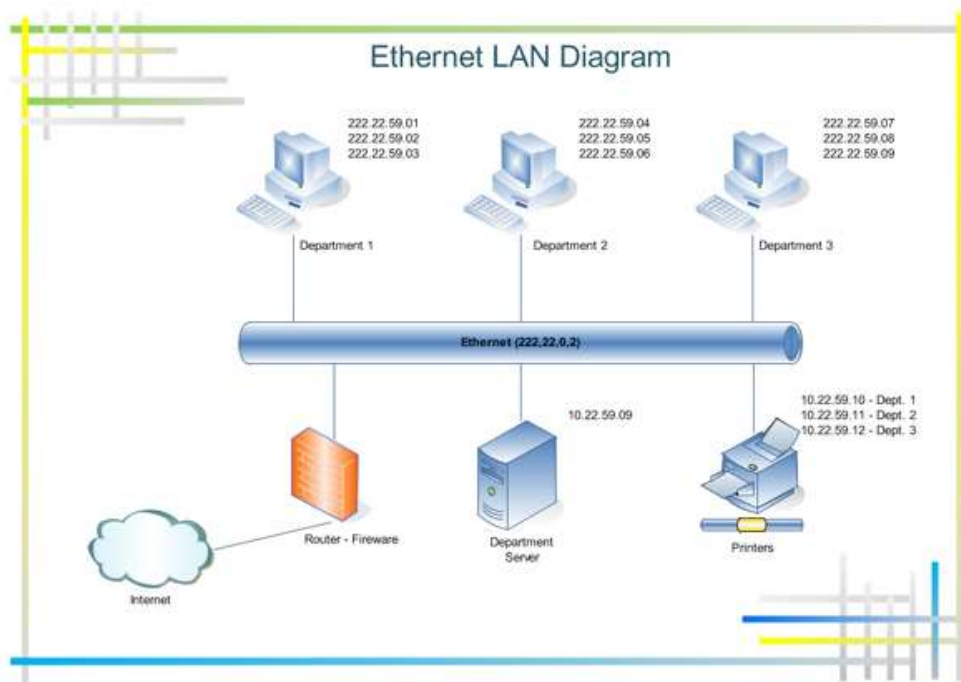 Ethernet LAN Diagram
222.22.59.01
222.22.59.02
222.22.59.03
222.22.59.04
222.22.59.05
222.22.59.06
222.22.59.07
222.22.59.08
222.22.59.09
Department 1
Department 2
Department 3
Ethernet (222,22,0,2)
10.22.59.09
10.22.59.10 - Dept. 1
10.22.59.11 - Dept. 2
10.22.59.12 - Dept. 3
Router - Fireware
Department
Server
Printers
Internet